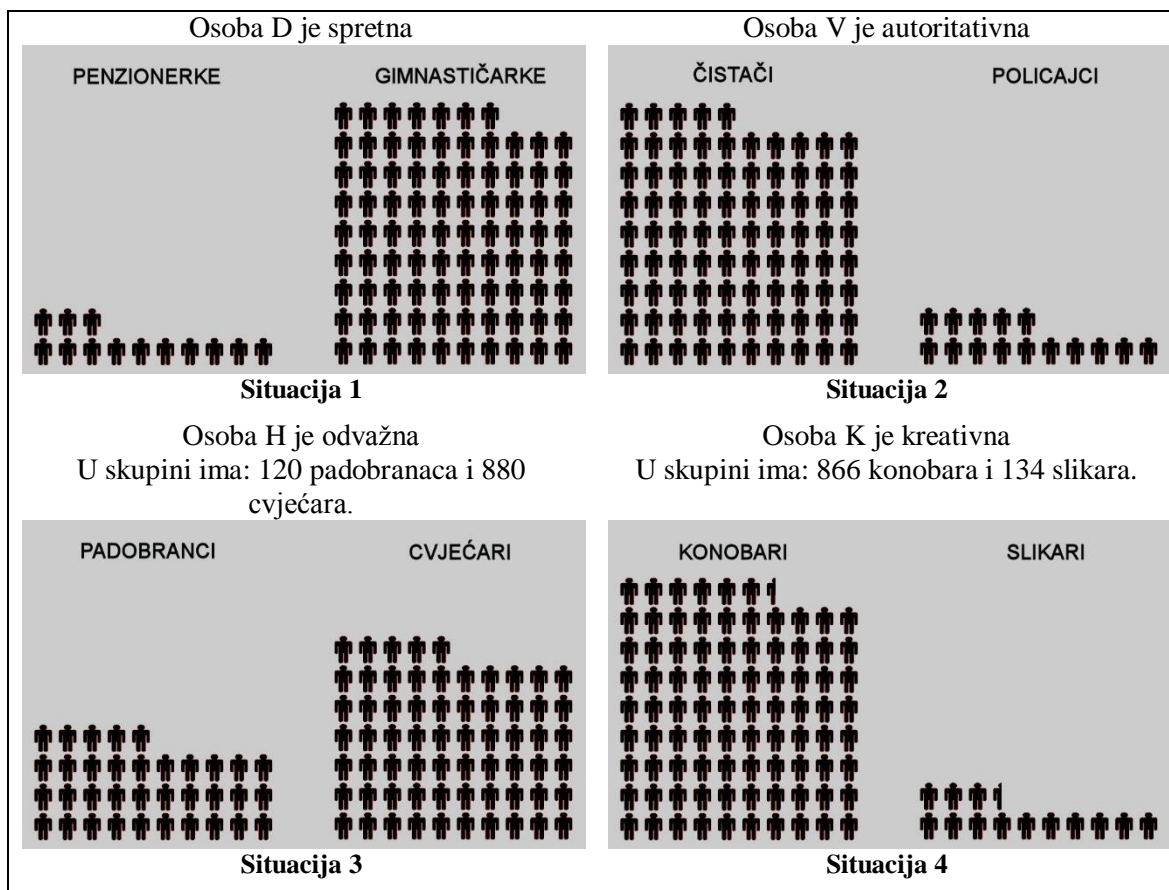 Osoba D je spretna
PENZIONERKE GIMNASTIČARKE
Situacija 1
Osoba V je autoritativna
ČISTAČI POLICAJCI
Situacija 2
Osoba H je odvažna
U skupini ima: 120 padobranaca i 880
cvjećara.
PADOBRANCI CVJEĆARI
Situacija 3
Osoba K je kreativna
U skupini ima: 866 konobara i 134 slikara.
KONOBARI SLIKARI
Situacija 4